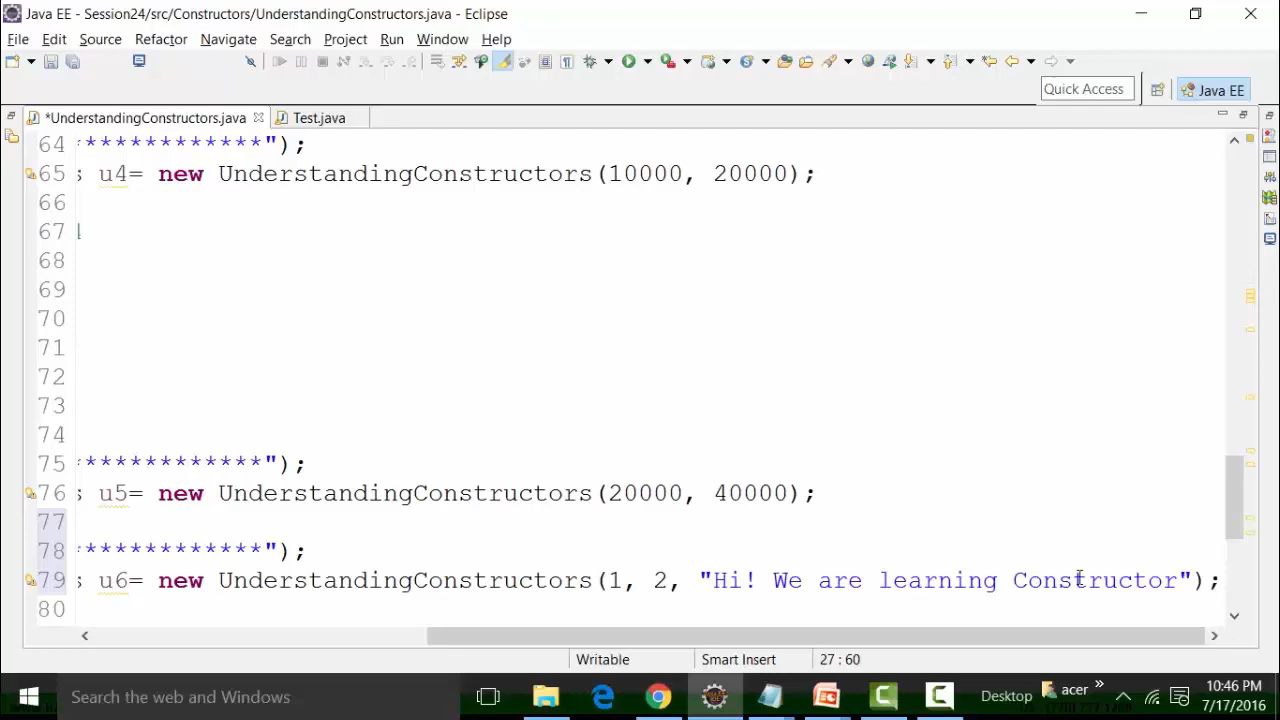 Java EE - Session24/src/Constructors/UnderstandingConstructors.java - Eclipse
File Edit Source Refactor Navigate Search Project Run Window Help
Quick Access
Java EE
*UnderstandingConstructors.java
Test.java
64 ************");
65 s u4= new UnderstandingConstructors(10000, 20000);
66
67
68
69
70
71
72
73
74
75 ************");
76 s u5= new UnderstandingConstructors(20000, 40000);
77
78 ************");
79 s u6= new UnderstandingConstructors(1, 2, "Hi! We are learning Constructor");
80
Writable
Smart Insert
27 : 60
Search the web and Windows
Desktop
acer
10:46 PM
7/17/2016